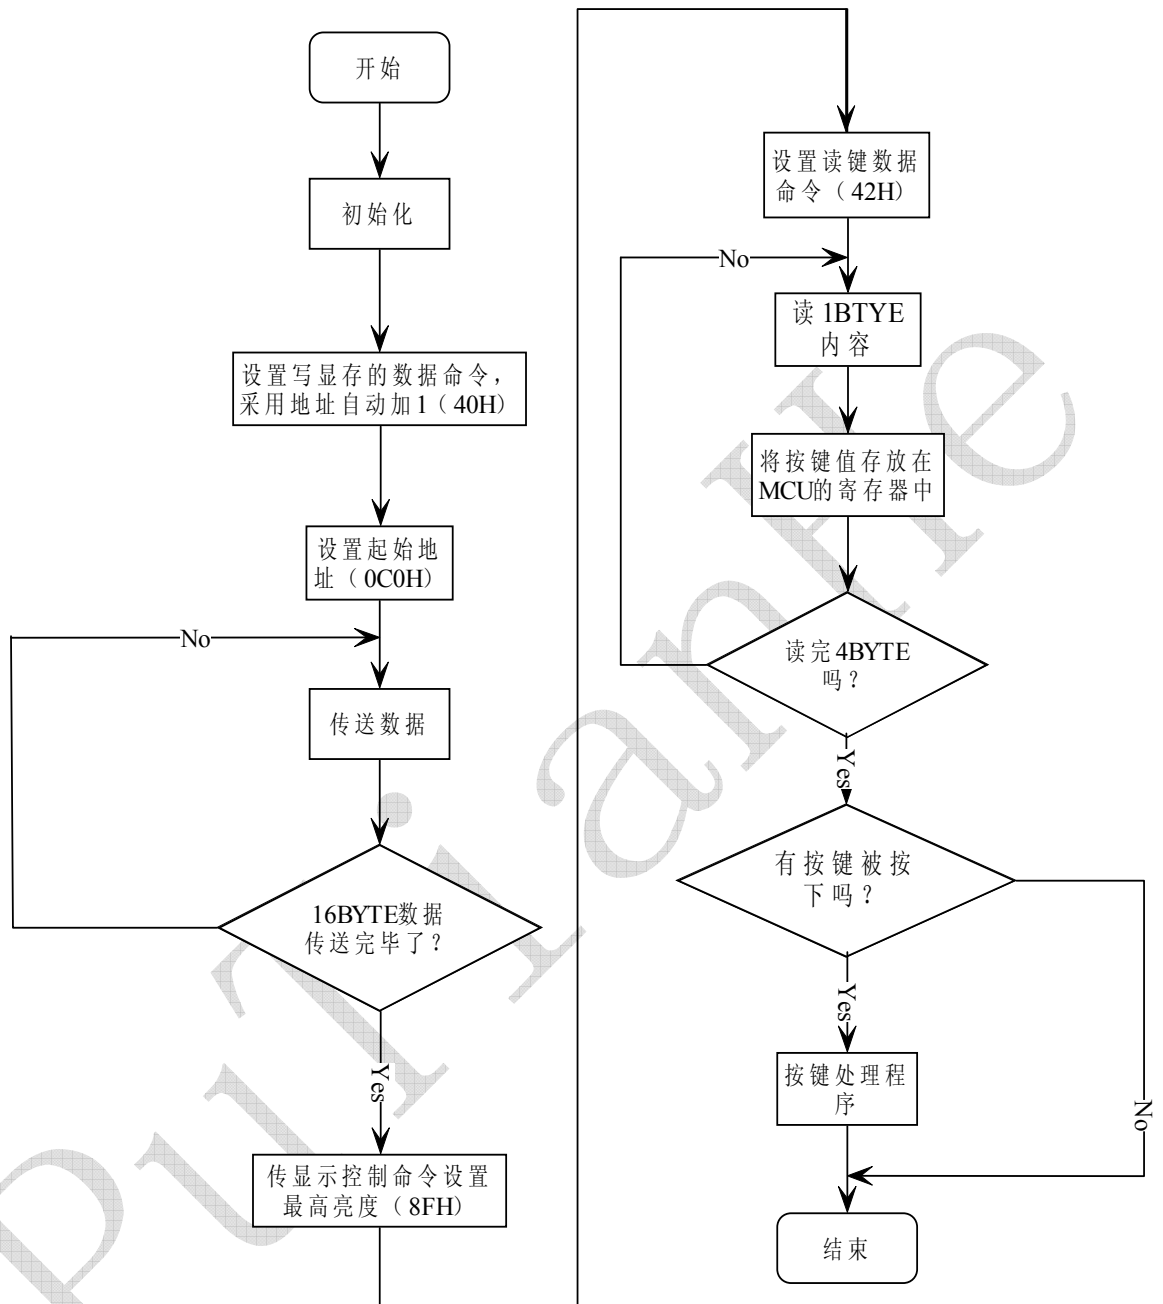 开始
初始化
设置写显存的数据命令，
采用地址自动加1（40H）
设置起始地
址（0C0H）
No
传送数据
16BYTE数据
传送完毕了？
Yes
传显示控制命令设置
最高亮度（8FH）
设置读键数据
命令（42H）
No
读1BTYE
内容
将按键值存放在
MCU的寄存器中
读完4BYTE
吗？
Yes
有按键被按
下吗？
Yes
No
按键处理程
序
结束
PuTianHe